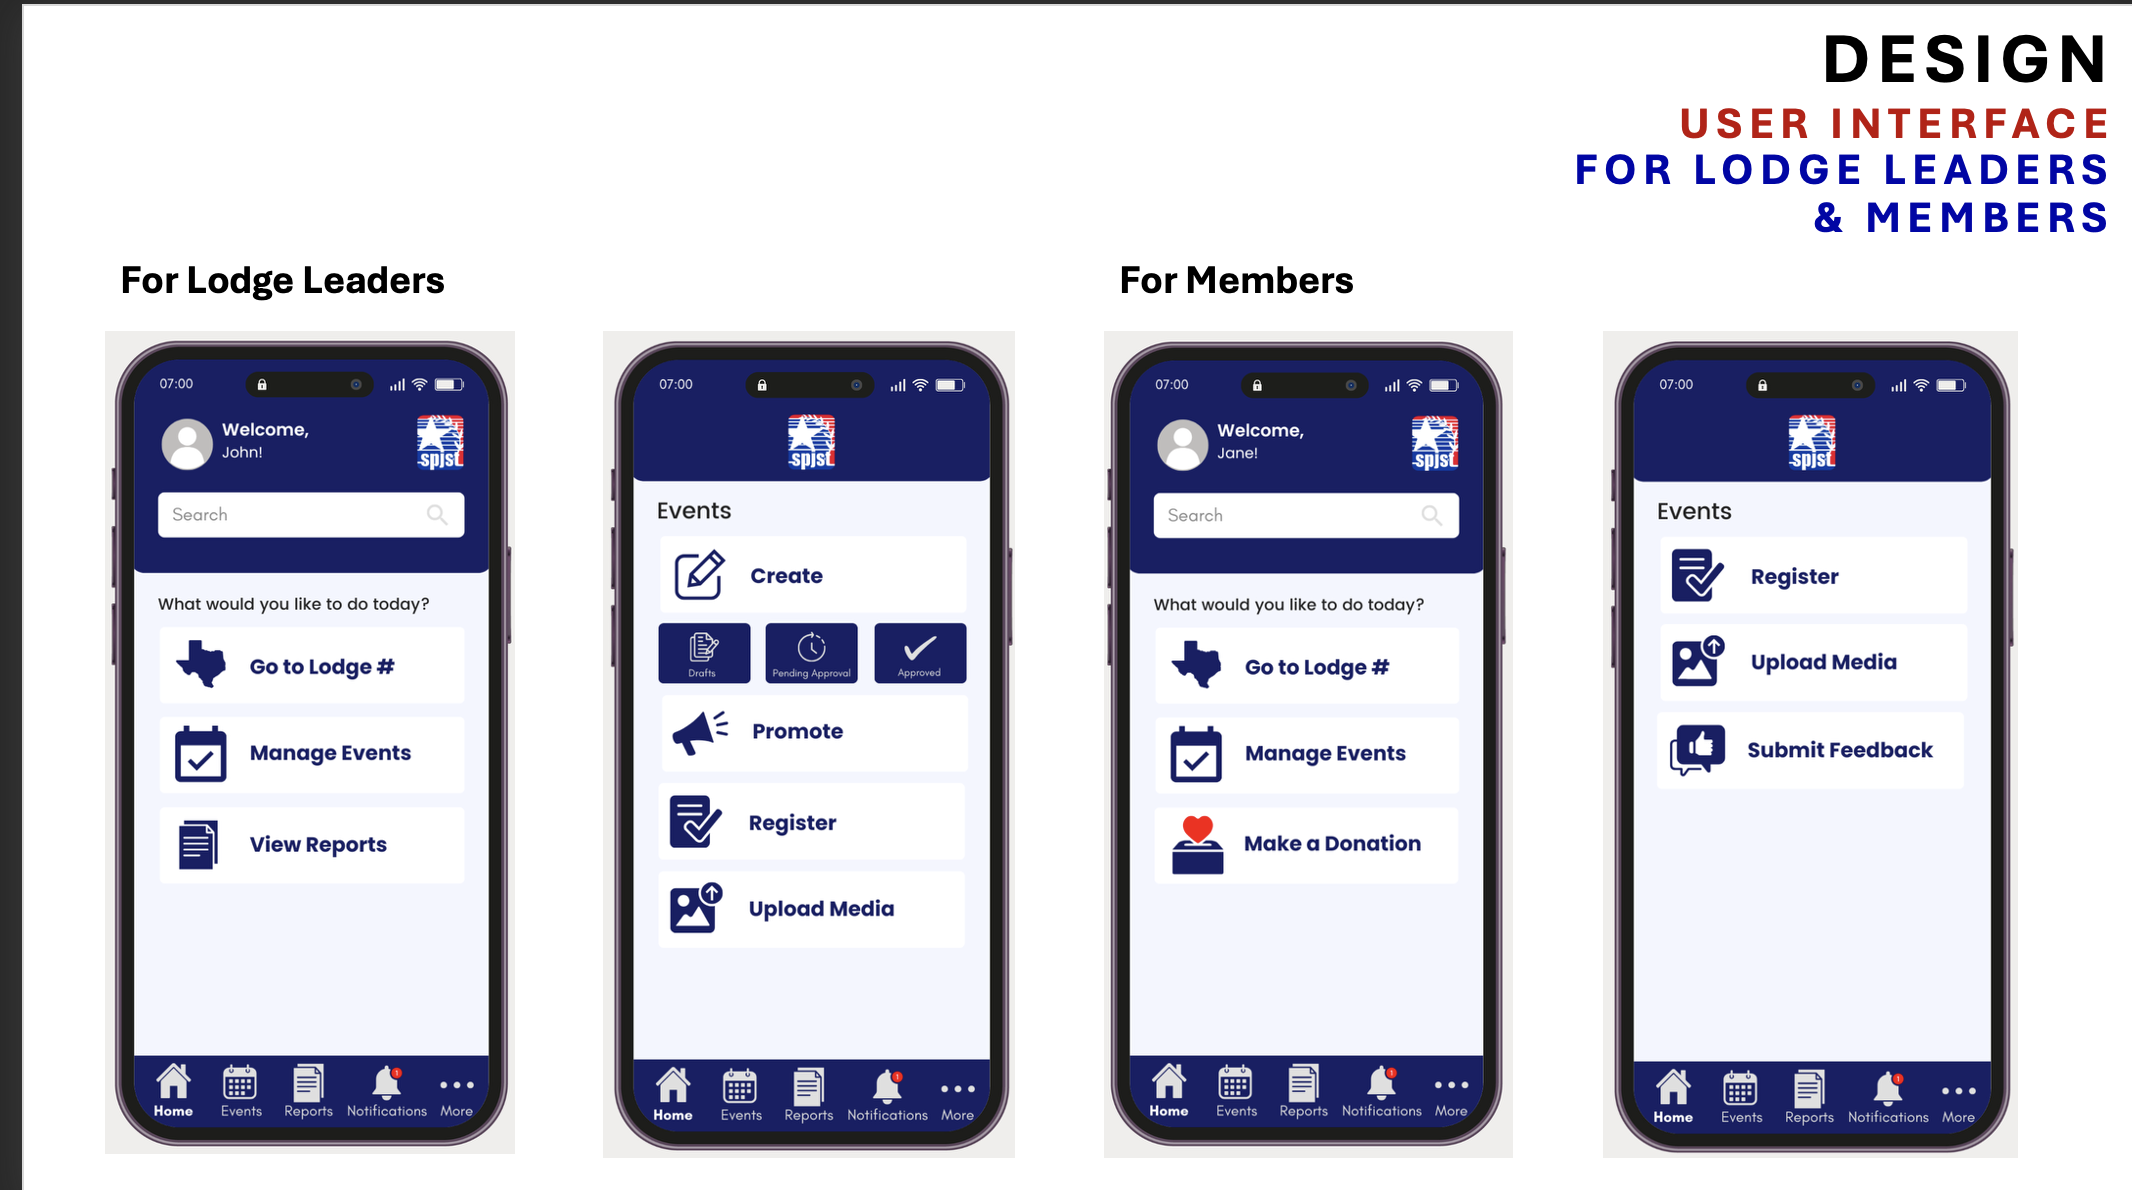 DESIGN
USER INTERFACE
FOR LODGE LEADERS
& MEMBERS
For Lodge Leaders
For Members
07:00
Welcome,
John!
spjst
Search
What would you like to do today?
Go to Lodge #
Manage Events
View Reports
1
Home Events Reports Notifications More
07:00
spjst
Events
Create
Drafts Pending Approval Approved
Promote
Register
Upload Media
1
Home Events Reports Notifications More
07:00
Welcome,
Jane!
spjst
Search
What would you like to do today?
Go to Lodge #
Manage Events
Make a Donation
1
Home Events Reports Notifications More
07:00
spjst
Events
Register
Upload Media
Submit Feedback
1
Home Events Reports Notifications More